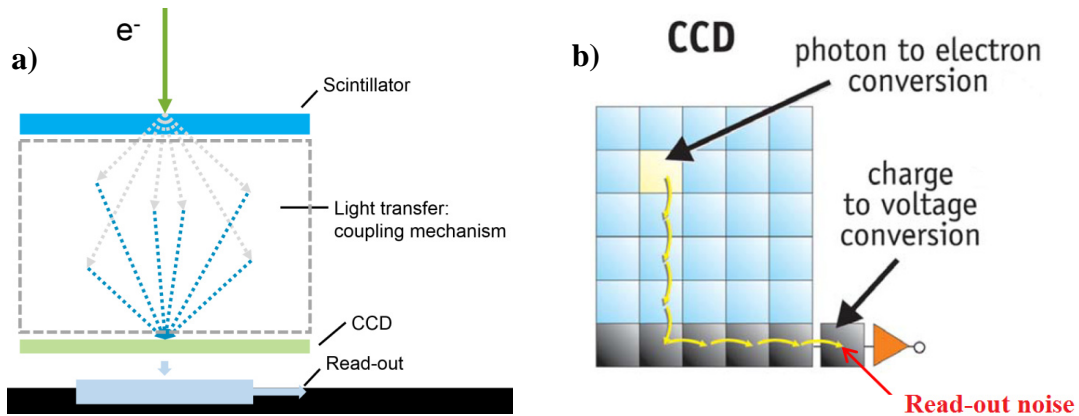 a)
e-
Scintillator
Light transfer:
coupling mechanism
CCD
Read-out
b)
CCD
photon to electron
conversion
charge
to voltage
conversion
Read-out noise